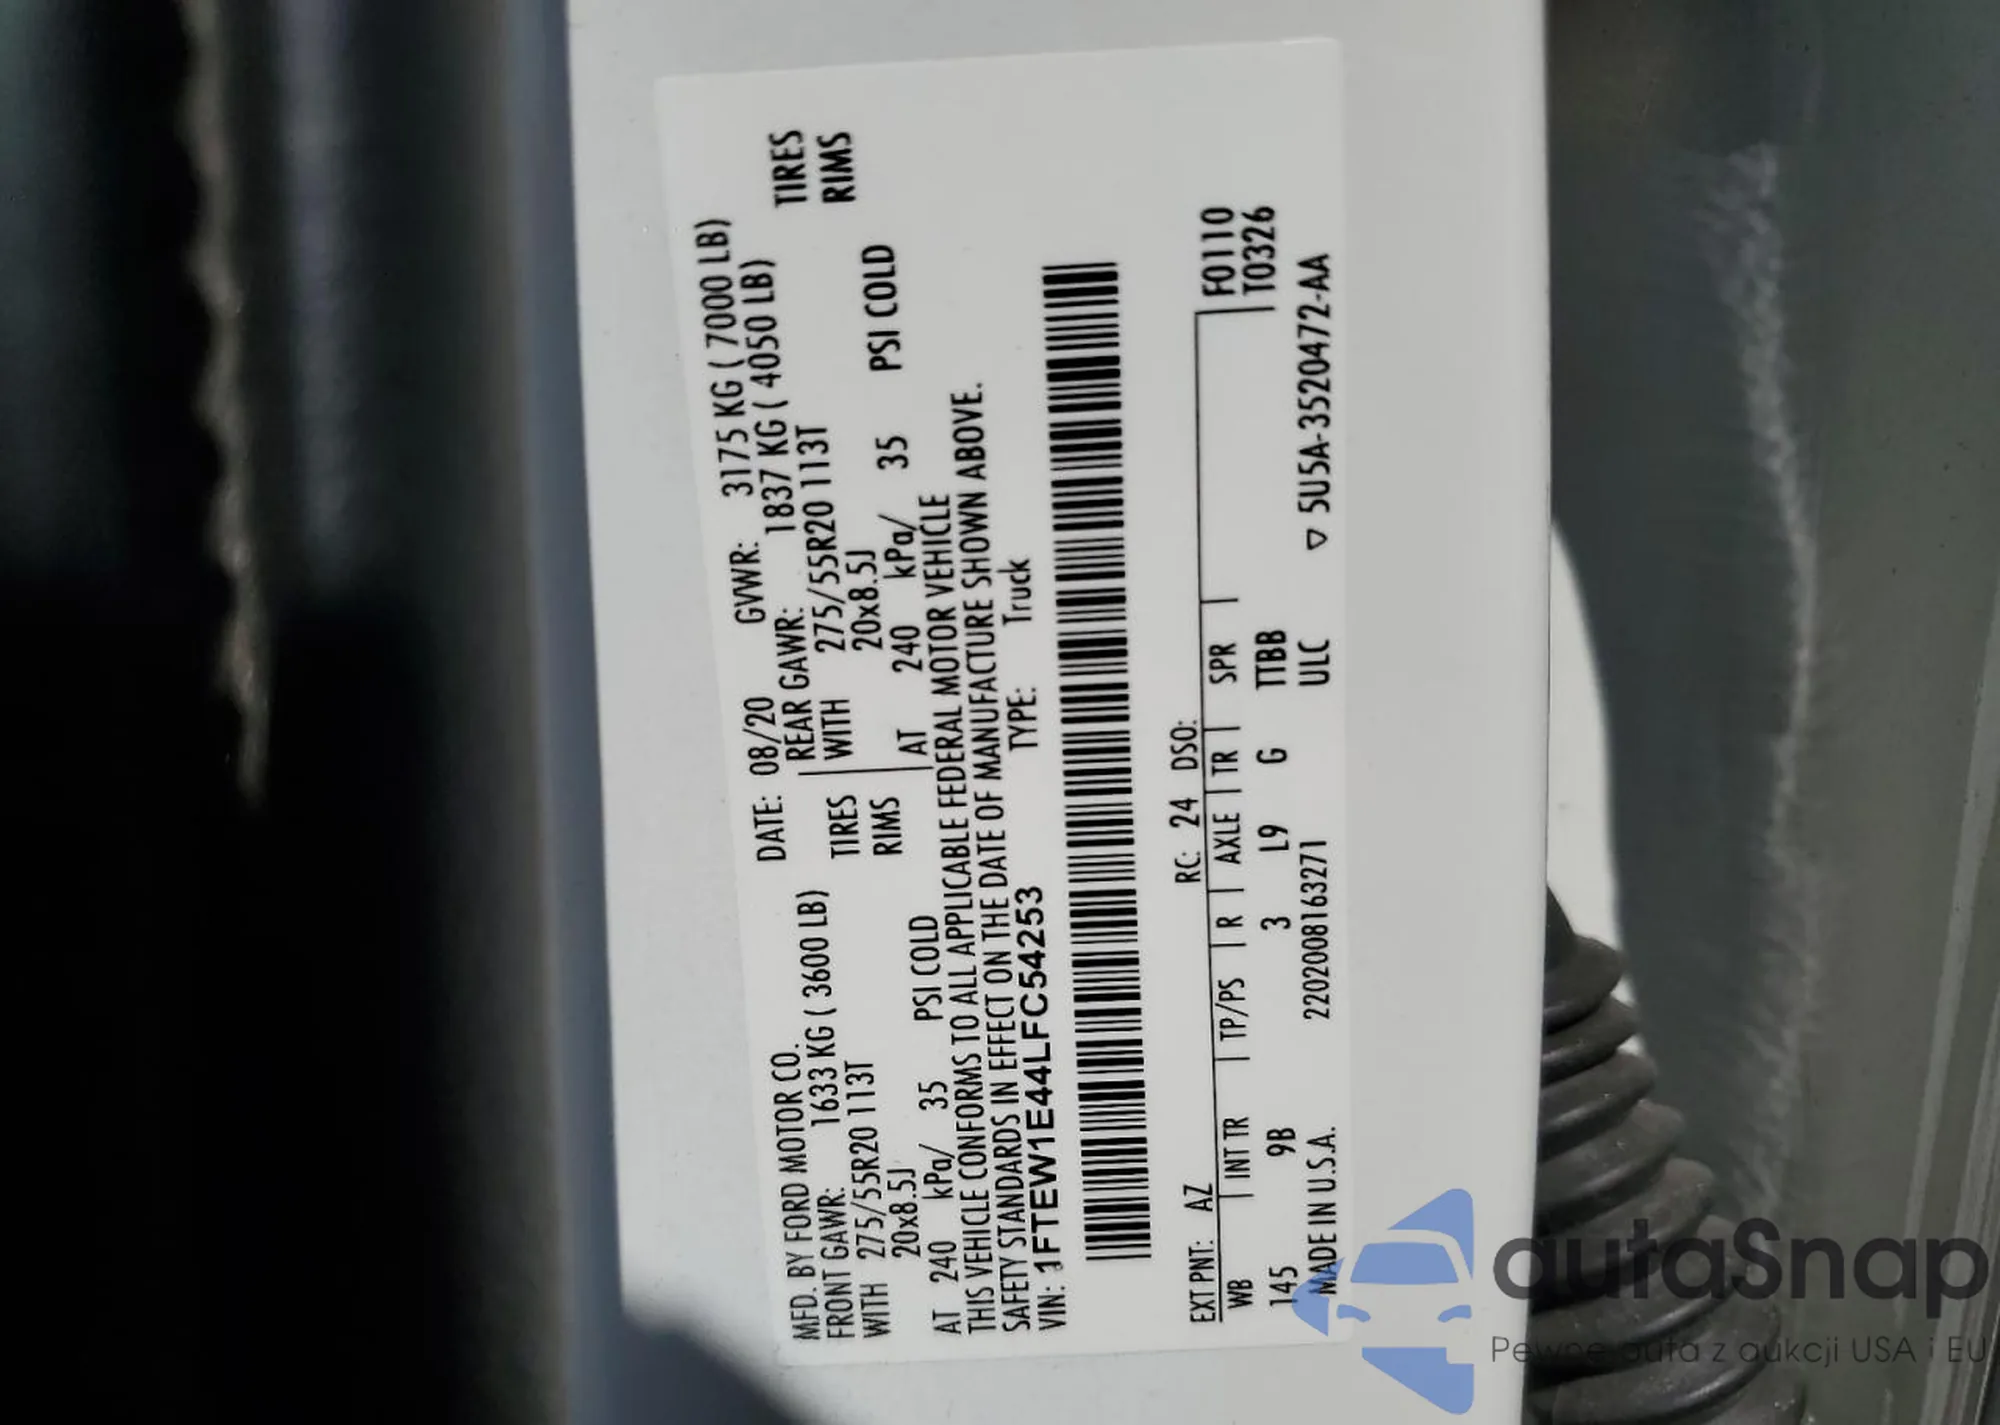 MFD. BY FORD MOTOR CO. DATE: 08/20 GVWR: 3175 KG ( 7000 LB)
FRONT GAWR: 1633 KG ( 3600 LB) REAR GAWR: 1837 KG ( 4050 LB)
WITH 275/55R20 113T TIRES WITH 275/55R20 113T TIRES
20x8.5J RIMS 20x8.5J RIMS
AT 240 kPa/ 35 PSI COLD AT 240 kPa/ 35 PSI COLD
THIS VEHICLE CONFORMS TO ALL APPLICABLE FEDERAL MOTOR VEHICLE
SAFETY STANDARDS IN EFFECT ON THE DATE OF MANUFACTURE SHOWN ABOVE.
VIN: 1FTEW1E44LFC54253 TYPE: Truck
EXT PNT: AZ RC: 24 DSO:
WB INT TR TP/PS R AXLE TR SPR F0110
145 9B 3 L9 G TTBB T0326
MADE IN U.S.A. 220200816327​1 ULC ▽ 5U5A-3520472-AA
autaSnap
Pewne auta z aukcji USA i EU